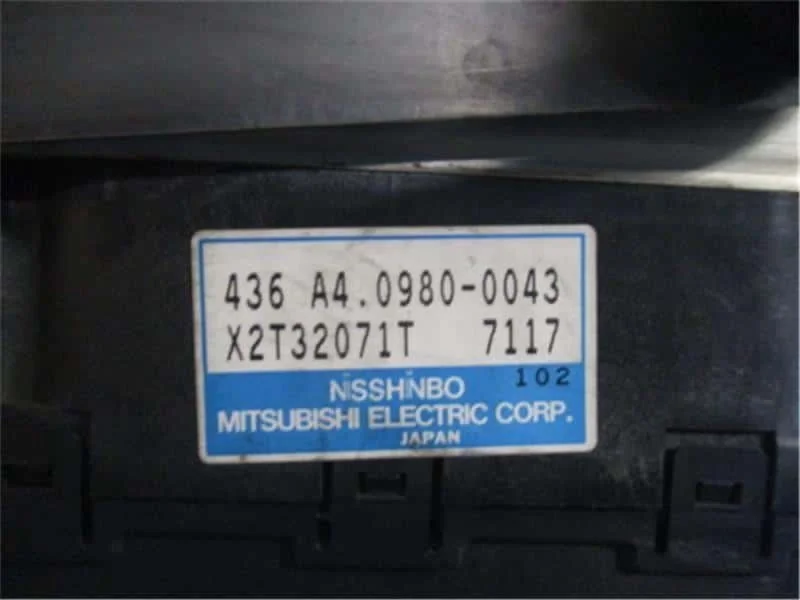 436 A4.0980-0043
X2T32071T 7117
102
NISSHINBO
MITSUBISHI ELECTRIC CORP.
JAPAN